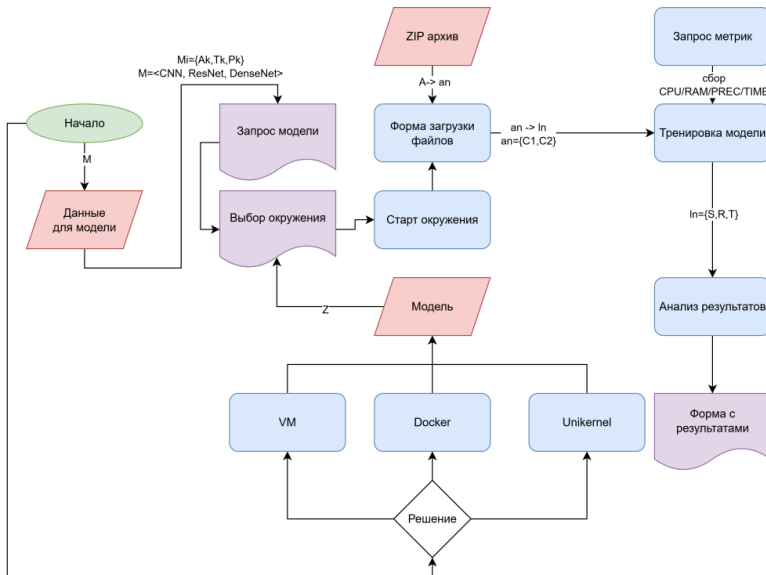 ZIP архив
Запрос метрик
Mi={Ak,Tk,Pk}
M=<CNN, ResNet, DenseNet>
A-> an
сбор
CPU/RAM/PREC/TIME
Начало
Запрос модели
Форма загрузки
файлов
an -> In
an={C1,C2}
Тренировка модели
M
Данные
для модели
Выбор окружения
Старт окружения
In={S,R,T}
Z
Модель
Анализ результатов
VM
Docker
Unikernel
Форма с
результатами
Решение